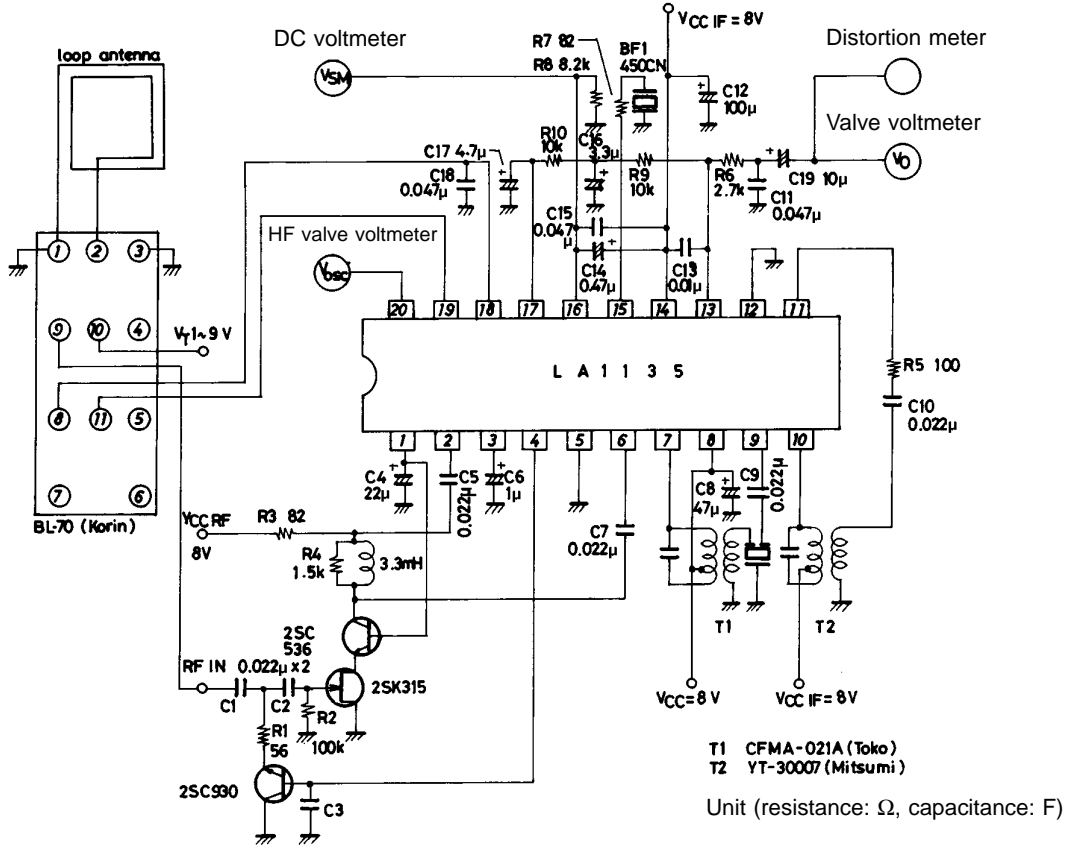 VCC IF = 8V
DC voltmeter
Distortion meter
R7 82
R8 8.2k
BF1
450CN
loop antenna
VSM
+
C12
100μ
Valve voltmeter
R10
10k
C16
3.3μ
C17 4.7μ
C18
0.047μ
R9
10k
R6
2.7k
C19 10μ
VO
C11
0.047μ
C15
0.047
μ
1
2
3
HF valve voltmeter
VOSC
C14
0.47μ
C13
0.01μ
20
19
18
17
16
15
14
13
12
11
9
10
4
VT 1~9 V
LA1135
R5 100
C10
0.022μ
8
11
5
1
2
3
4
5
6
7
8
9
10
C4
22μ
C5
0.022μ
C6
1μ
C7
0.022μ
C8
47μ
C9
0.022μ
7
6
BL-70 (Korin)
VCC RF
8V
R3 82
R4
1.5k
3.3mH
T1
T2
2SC
536
RF IN
0.022μ x 2
2SK315
C1
C2
R2
100k
R1
56
VCC = 8 V
VCC IF = 8V
2SC930
C3
T1 CFMA-021A (Toko)
T2 YT-30007 (Mitsumi)
Unit (resistance: Ω, capacitance: F)